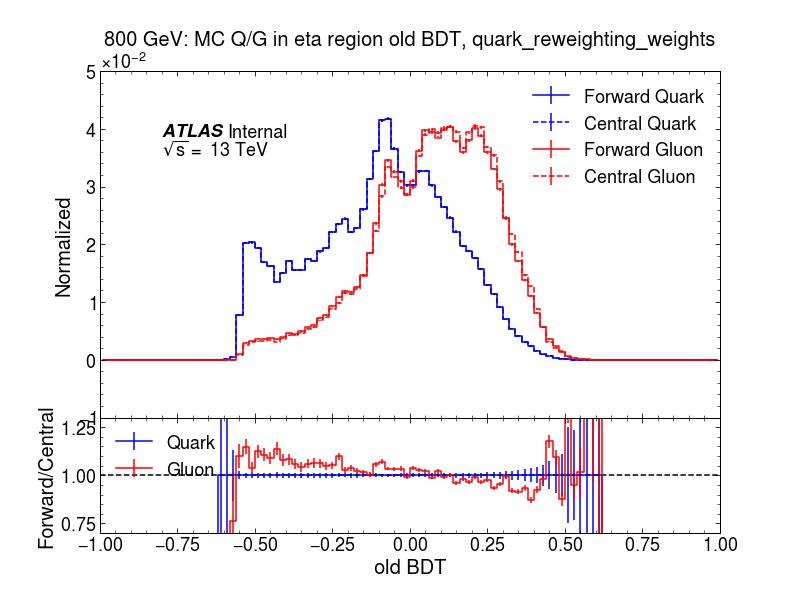 800 GeV: MC Q/G in eta region old BDT, quark_reweighting_weights
×10⁻²
5
4
3
2
1
0
−1
Normalized
ATLAS Internal
√s = 13 TeV
Forward Quark
Central Quark
Forward Gluon
Central Gluon
1.25
1.00
0.75
Forward/Central
Quark
Gluon
−1.00 −0.75 −0.50 −0.25 0.00 0.25 0.50 0.75 1.00
old BDT